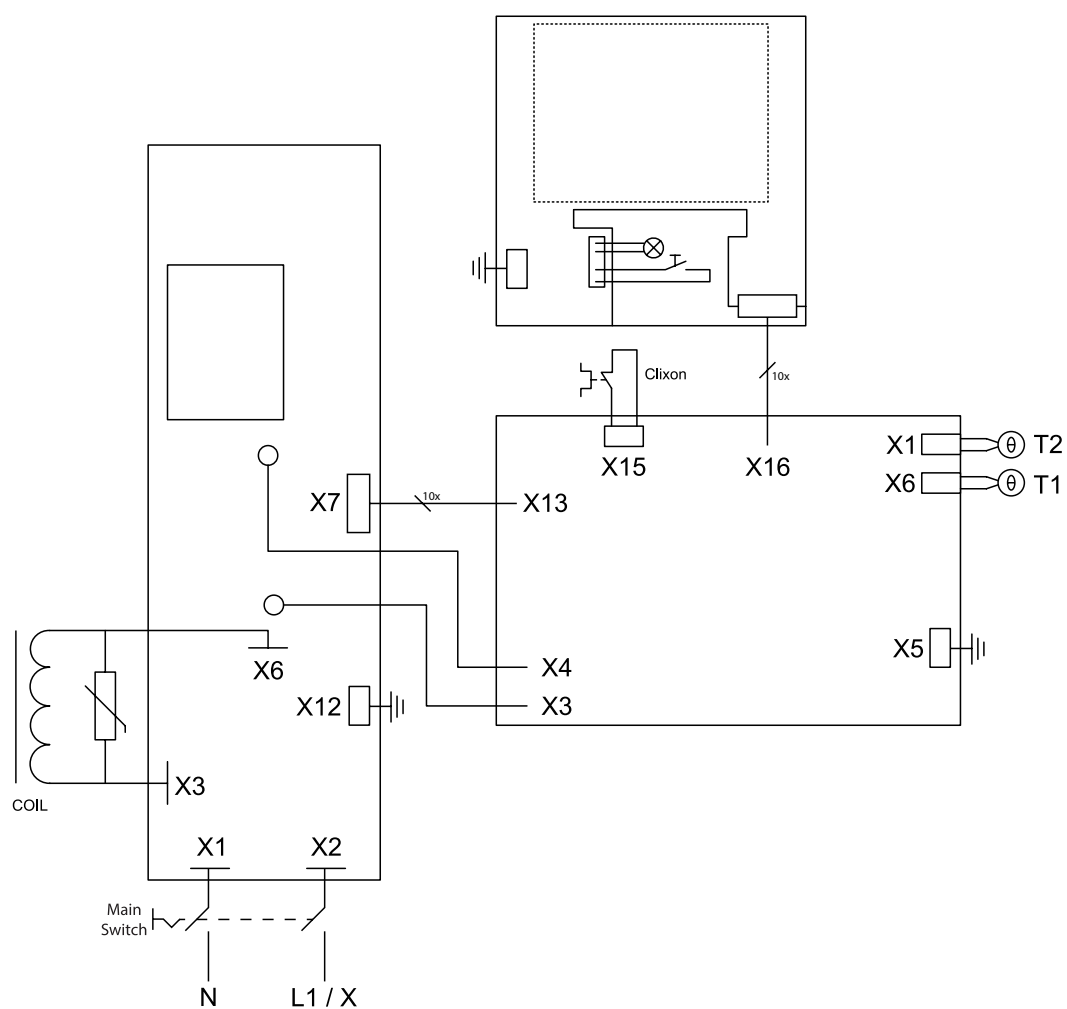 10x
Clixon
X15
X16
X1
T2
X6
T1
X7
10x
X13
X6
X4
X5
X12
X3
X3
COIL
X1
X2
Main
Switch
N
L1 / X